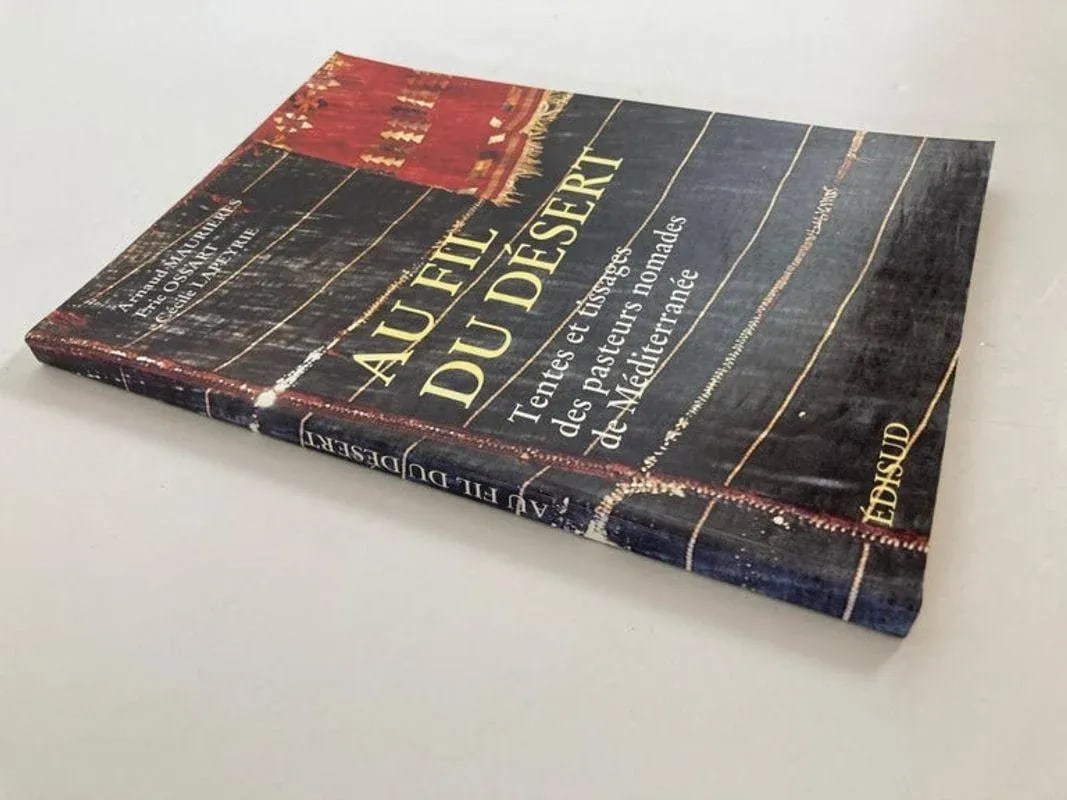 Arnaud MAURIERES
Eric OSSART
Cécile LAPEYRIE
AU FIL
DU DÉSERT
Tentes et tissages
des pasteurs nomades
de Méditerranée
ÉDISUD
AU FIL DU DÉSERT